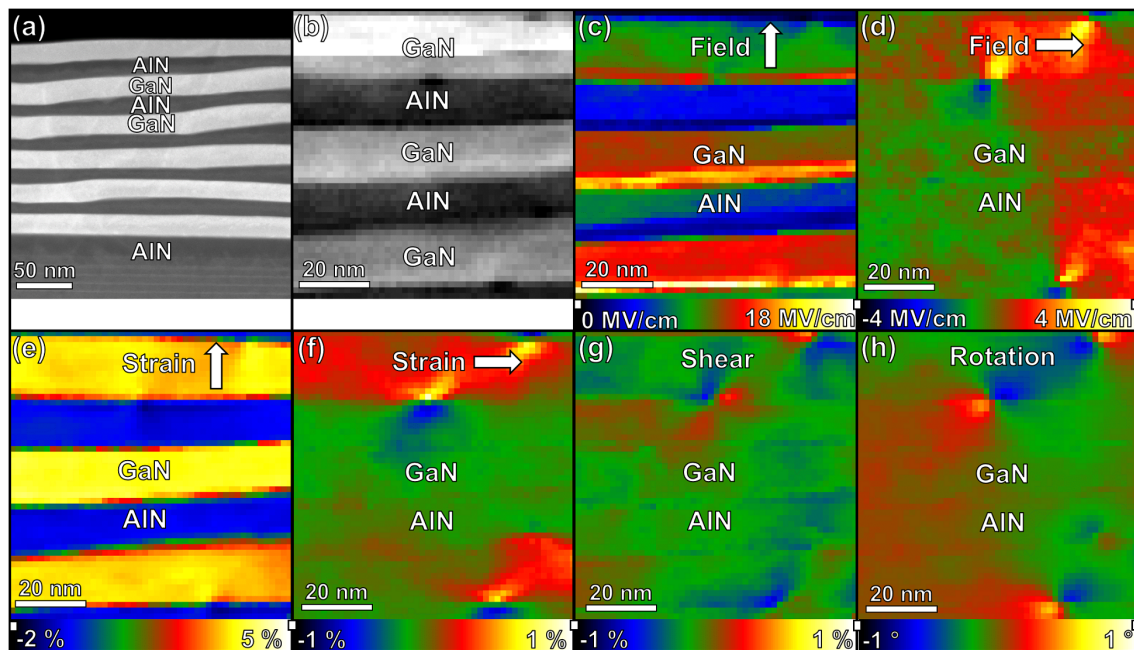 (a)
AlN
GaN
AlN
GaN
AlN
50 nm
(b)
GaN
AlN
GaN
AlN
GaN
20 nm
(c)
Field
GaN
AlN
20 nm
0 MV/cm 18 MV/cm
(d)
Field
GaN
AlN
20 nm
-4 MV/cm 4 MV/cm
(e)
Strain
GaN
AlN
20 nm
-2 % 5 %
(f)
Strain
GaN
AlN
20 nm
-1 % 1 %
(g)
Shear
GaN
AlN
20 nm
-1 % 1 %
(h)
Rotation
GaN
AlN
20 nm
-1 ° 1 °